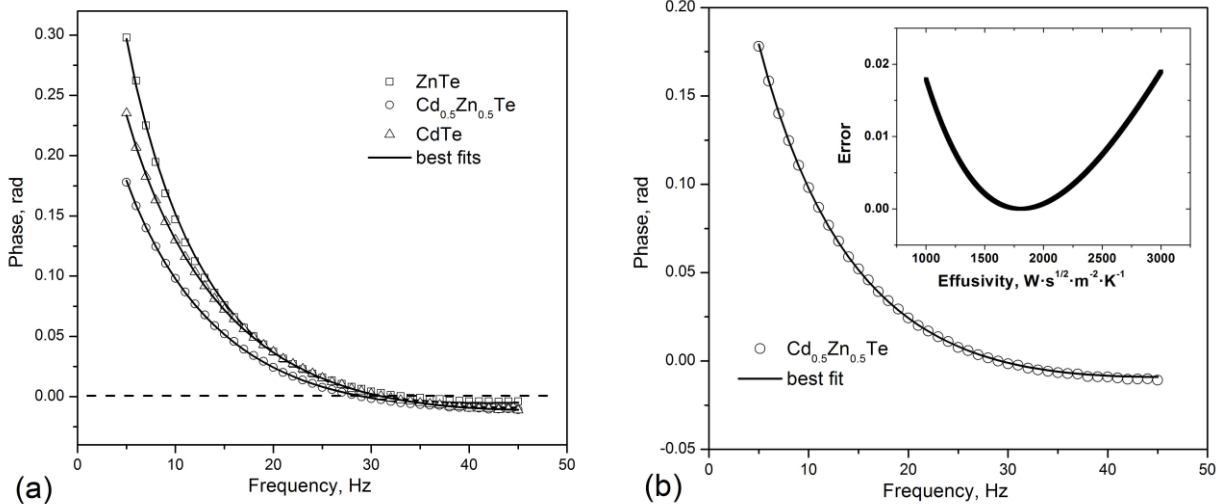 0.30
0.25
0.20
0.15
0.10
0.05
0.00
Phase, rad
ZnTe
Cd0.5Zn0.5Te
CdTe
best fits
0 10 20 30 40 50
Frequency, Hz
(a)
0.20
0.15
0.10
0.05
0.00
-0.05
Phase, rad
0.02
0.01
0.00
Error
1000 1500 2000 2500 3000
Effusivity, W·s1/2·m-2·K-1
Cd0.5Zn0.5Te
best fit
0 10 20 30 40 50
Frequency, Hz
(b)